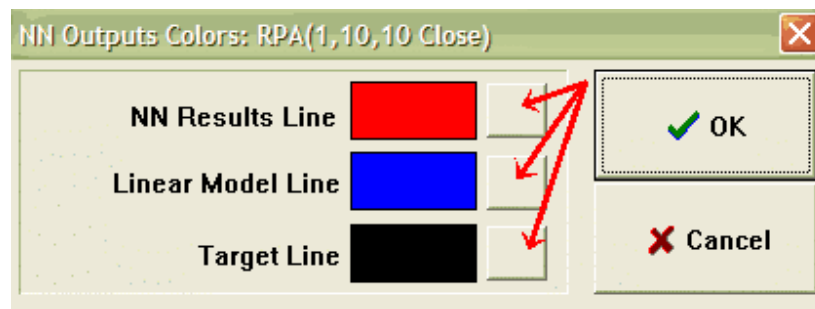 NN Outputs Colors: RPA(1,10,10 Close)
NN Results Line
OK
Linear Model Line
Target Line
Cancel